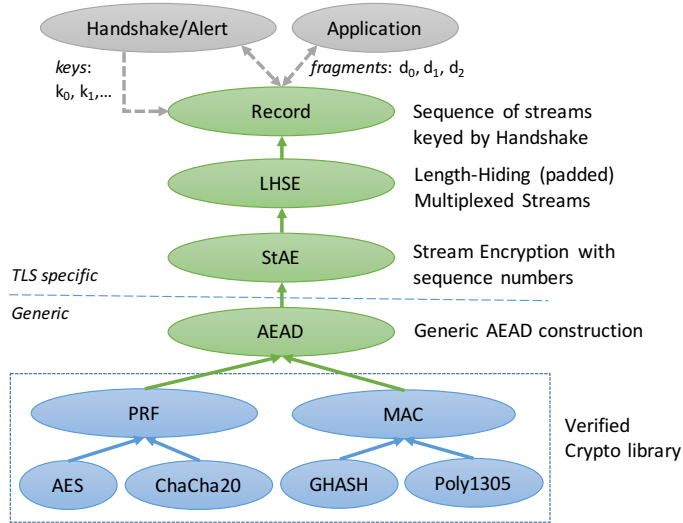 Handshake/Alert
Application
keys:
k0, k1,…
fragments: d0, d1, d2
Record
Sequence of streams
keyed by Handshake
LHSE
Length-Hiding (padded)
Multiplexed Streams
StAE
Stream Encryption with
sequence numbers
TLS specific
Generic
AEAD
Generic AEAD construction
PRF
MAC
Verified
Crypto library
AES
ChaCha20
GHASH
Poly1305